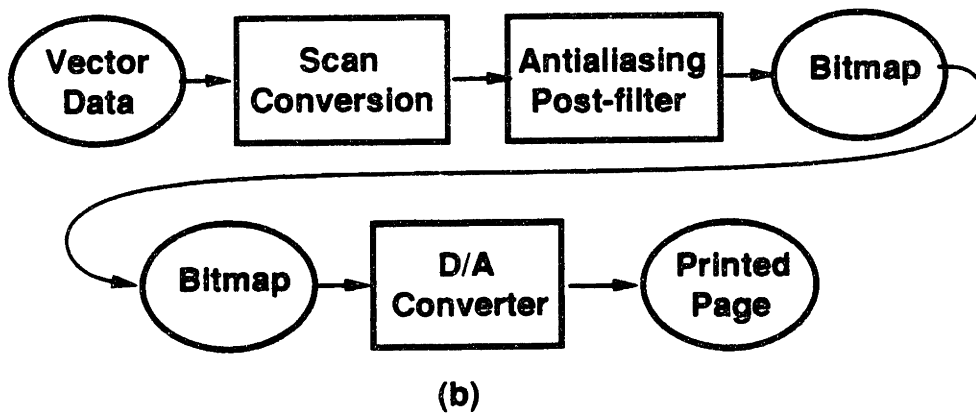 Vector
Data
Scan
Conversion
Antialiasing
Post-filter
Bitmap
Bitmap
D/A
Converter
Printed
Page
(b)